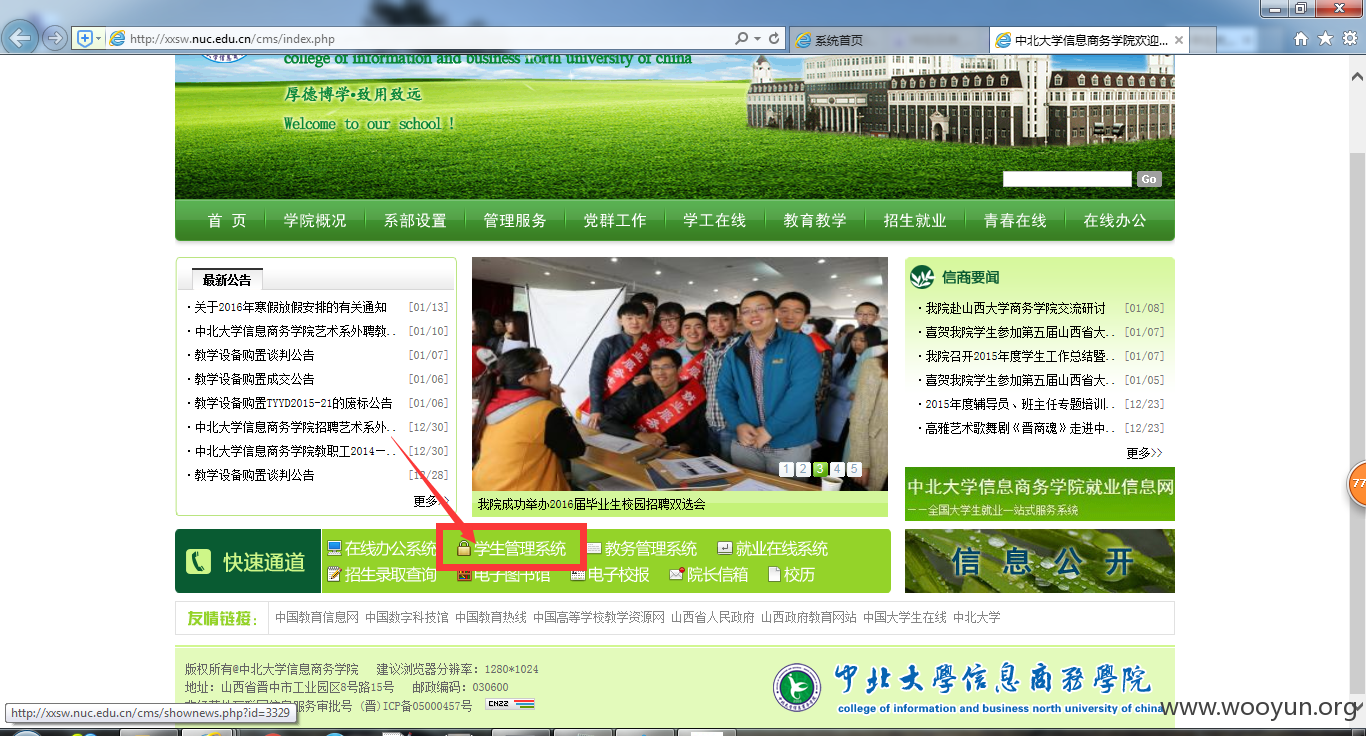 http://xxsw.nuc.edu.cn/cms/index.php
系统首页
中北大学信息商务学院欢迎...
college of information and business north university of china
厚德博学·致用致远
Welcome to our school !
Go
首 页
学院概况
系部设置
管理服务
党群工作
学工在线
教育教学
招生就业
青春在线
在线办公
最新公告
·关于2016年寒假放假安排的有关通知 [01/13]
·中北大学信息商务学院艺术系外聘教.. [01/10]
·教学设备购置谈判公告 [01/07]
·教学设备购置成交公告 [01/06]
·教学设备购置TYYD2015-21的废标公告 [01/06]
·中北大学信息商务学院招聘艺术系外.. [12/30]
·中北大学信息商务学院教职工2014一.. [12/30]
·教学设备购置谈判公告 [12/28]
更多>>
1 2 3 4 5
我院成功举办2016届毕业生校园招聘双选会
信商要闻
·我院赴山西大学商务学院交流研讨 [01/08]
·喜贺我院学生参加第五届山西省大.. [01/07]
·我院召开2015年度学生工作总结暨.. [01/07]
·喜贺我院学生参加第五届山西省大.. [01/05]
·2015年度辅导员、班主任专题培训.. [12/23]
·高雅艺术歌舞剧《晋商魂》走进中.. [12/23]
更多>>
中北大学信息商务学院就业信息网
——全国大学生就业一站式服务系统
快速通道
在线办公系统 学生管理系统 教务管理系统 就业在线系统
招生录取查询 电子图书馆 电子校报 院长信箱 校历
信息公开
友情链接:
中国教育信息网 中国数字科技馆 中国教育热线 中国高等学校教学资源网 山西省人民政府 山西政府教育网站 中国大学生在线 中北大学
版权所有@中北大学信息商务学院 建议浏览器分辨率: 1280*1024
地址: 山西省晋中市工业园区8号路15号 邮政编码: 030600
非经营性互联网信息服务审批号 (晋)ICP备05000457号
CNZZ
中北大學信息商務學院
college of information and business north university of china
http://xxsw.nuc.edu.cn/cms/shownews.php?id=3329
www.wooyun.org
77